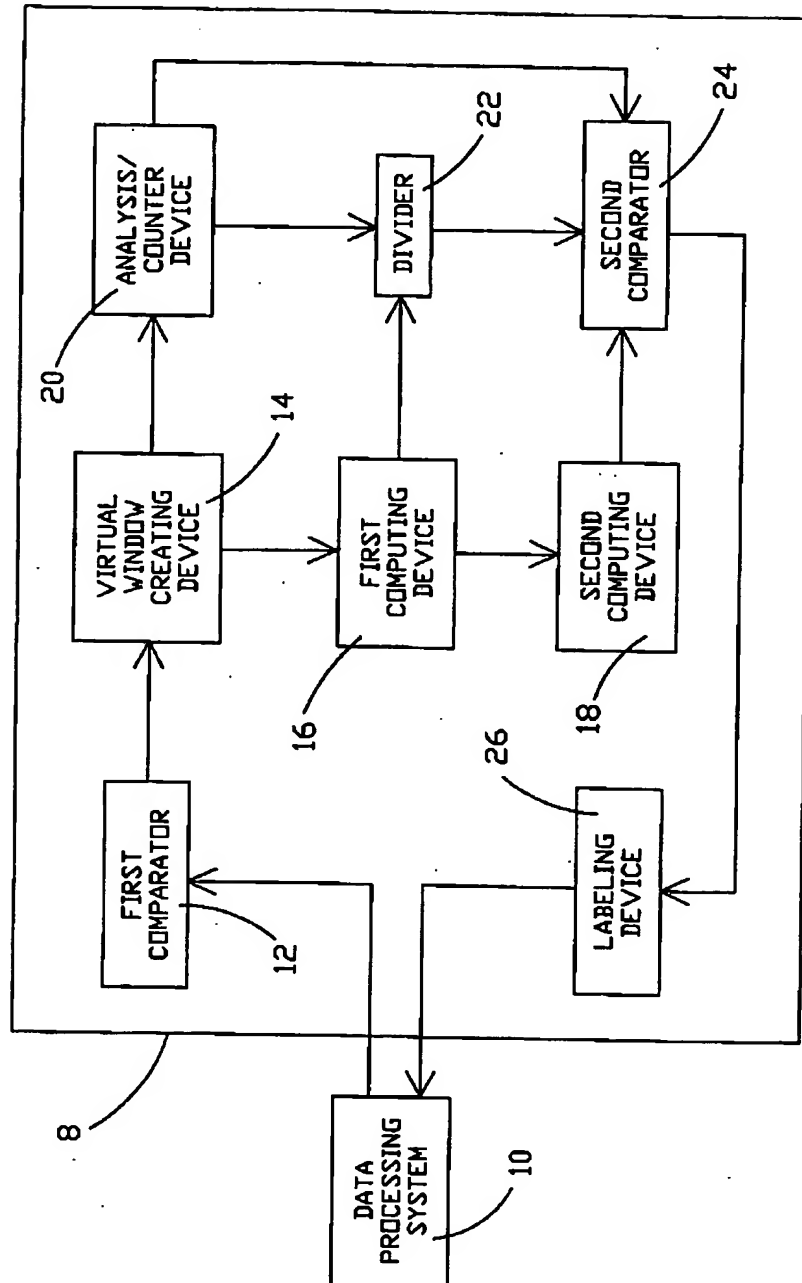 8
DATA
PROCESSING
SYSTEM
10
FIRST
COMPARATOR
12
VIRTUAL
WINDOW
CREATING
DEVICE
14
ANALYSIS/
COUNTER
DEVICE
20
FIRST
COMPUTING
DEVICE
16
DIVIDER
22
LABELING
DEVICE
26
SECOND
COMPUTING
DEVICE
18
SECOND
COMPARATOR
24